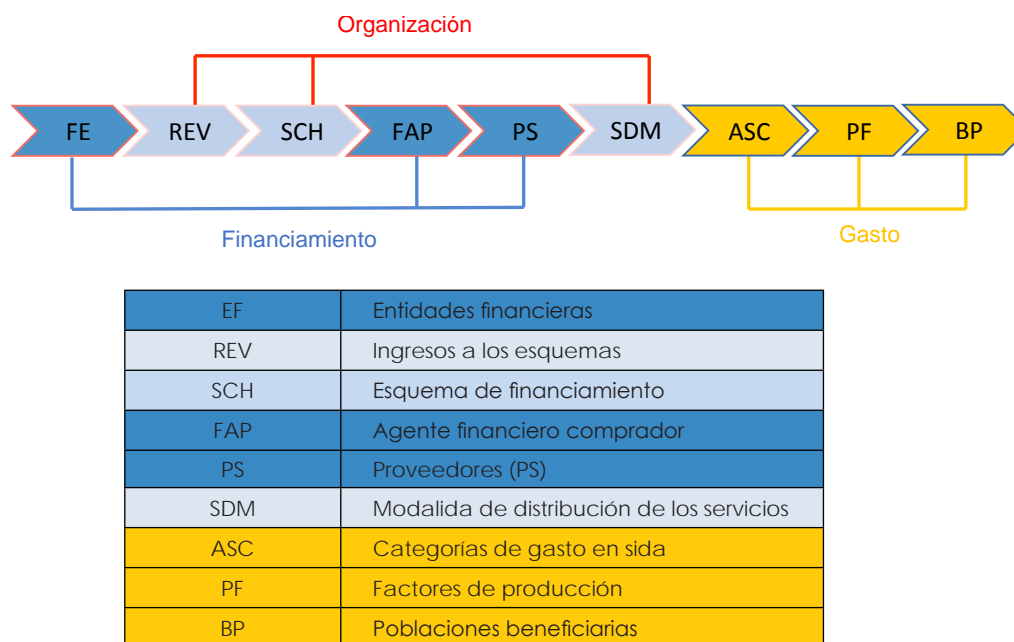 Organización
FE REV SCH FAP PS SDM ASC PF BP
Financiamiento Gasto
EF Entidades financieras
REV Ingresos a los esquemas
SCH Esquema de financiamiento
FAP Agente financiero comprador
PS Proveedores (PS)
SDM Modalida de distribución de los servicios
ASC Categorías de gasto en sida
PF Factores de producción
BP Poblaciones beneficiarias